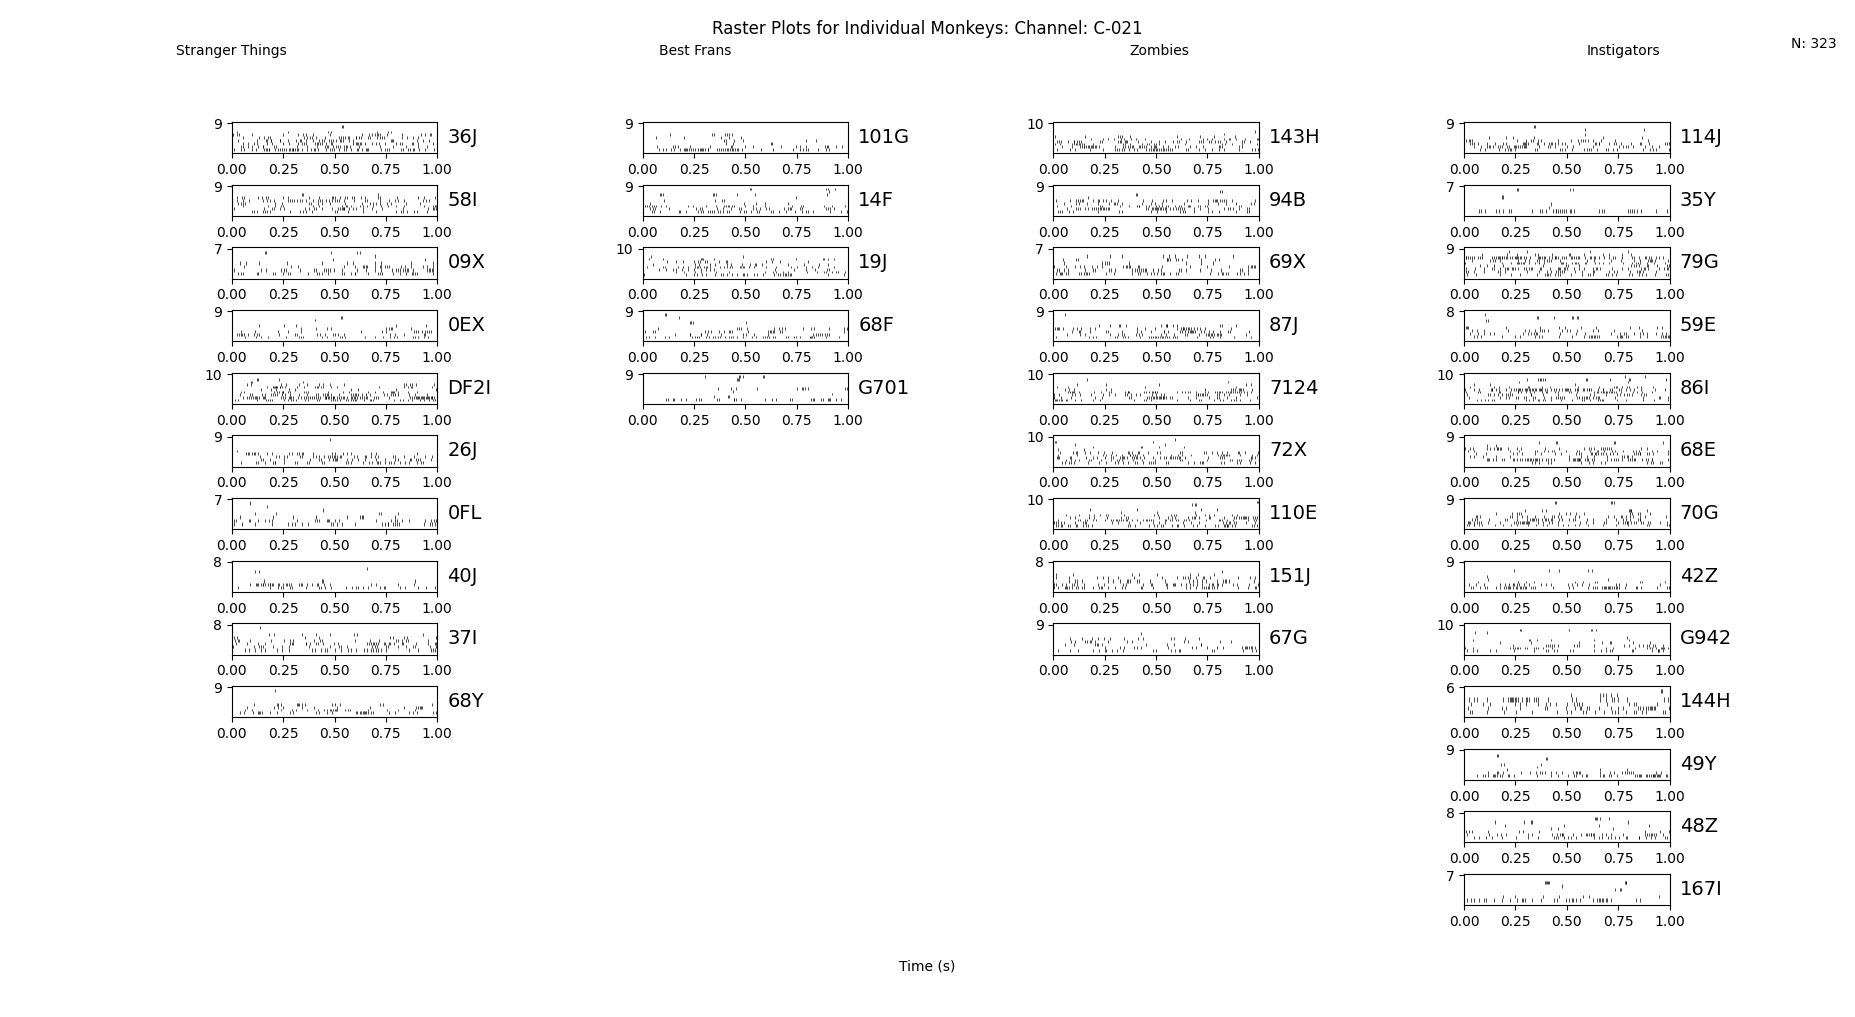 Raster Plots for Individual Monkeys: Channel: C-021
Stranger Things Best Frans Zombies Instigators N: 323
9 36J 9 101G 10 143H 9 114J
0.00 0.25 0.50 0.75 1.00 0.00 0.25 0.50 0.75 1.00 0.00 0.25 0.50 0.75 1.00 0.00 0.25 0.50 0.75 1.00
9 58I 9 14F 9 94B 7 35Y
0.00 0.25 0.50 0.75 1.00 0.00 0.25 0.50 0.75 1.00 0.00 0.25 0.50 0.75 1.00 0.00 0.25 0.50 0.75 1.00
7 09X 10 19J 7 69X 9 79G
0.00 0.25 0.50 0.75 1.00 0.00 0.25 0.50 0.75 1.00 0.00 0.25 0.50 0.75 1.00 0.00 0.25 0.50 0.75 1.00
9 0EX 9 68F 9 87J 8 59E
0.00 0.25 0.50 0.75 1.00 0.00 0.25 0.50 0.75 1.00 0.00 0.25 0.50 0.75 1.00 0.00 0.25 0.50 0.75 1.00
10 DF2I 9 G701 10 7124 10 86I
0.00 0.25 0.50 0.75 1.00 0.00 0.25 0.50 0.75 1.00 0.00 0.25 0.50 0.75 1.00 0.00 0.25 0.50 0.75 1.00
9 26J 10 72X 9 68E
0.00 0.25 0.50 0.75 1.00 0.00 0.25 0.50 0.75 1.00 0.00 0.25 0.50 0.75 1.00
7 0FL 10 110E 9 70G
0.00 0.25 0.50 0.75 1.00 0.00 0.25 0.50 0.75 1.00 0.00 0.25 0.50 0.75 1.00
8 40J 8 151J 9 42Z
0.00 0.25 0.50 0.75 1.00 0.00 0.25 0.50 0.75 1.00 0.00 0.25 0.50 0.75 1.00
8 37I 9 67G 10 G942
0.00 0.25 0.50 0.75 1.00 0.00 0.25 0.50 0.75 1.00 0.00 0.25 0.50 0.75 1.00
9 68Y 6 144H
0.00 0.25 0.50 0.75 1.00 0.00 0.25 0.50 0.75 1.00
9 49Y
0.00 0.25 0.50 0.75 1.00
8 48Z
0.00 0.25 0.50 0.75 1.00
7 167I
0.00 0.25 0.50 0.75 1.00
Time (s)